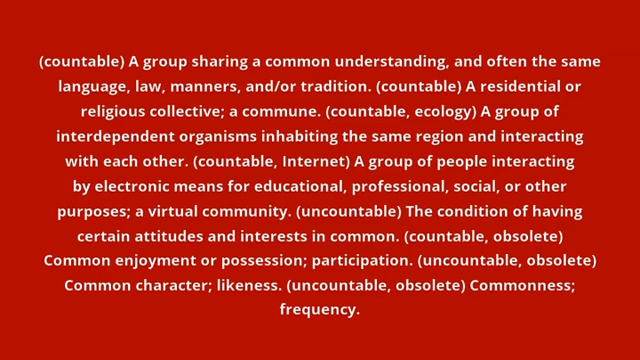 (countable) A group sharing a common understanding, and often the same
language, law, manners, and/or tradition. (countable) A residential or
religious collective; a commune. (countable, ecology) A group of
interdependent organisms inhabiting the same region and interacting
with each other. (countable, Internet) A group of people interacting
by electronic means for educational, professional, social, or other
purposes; a virtual community. (uncountable) The condition of having
certain attitudes and interests in common. (countable, obsolete)
Common enjoyment or possession; participation. (uncountable, obsolete)
Common character; likeness. (uncountable, obsolete) Commonness;
frequency.